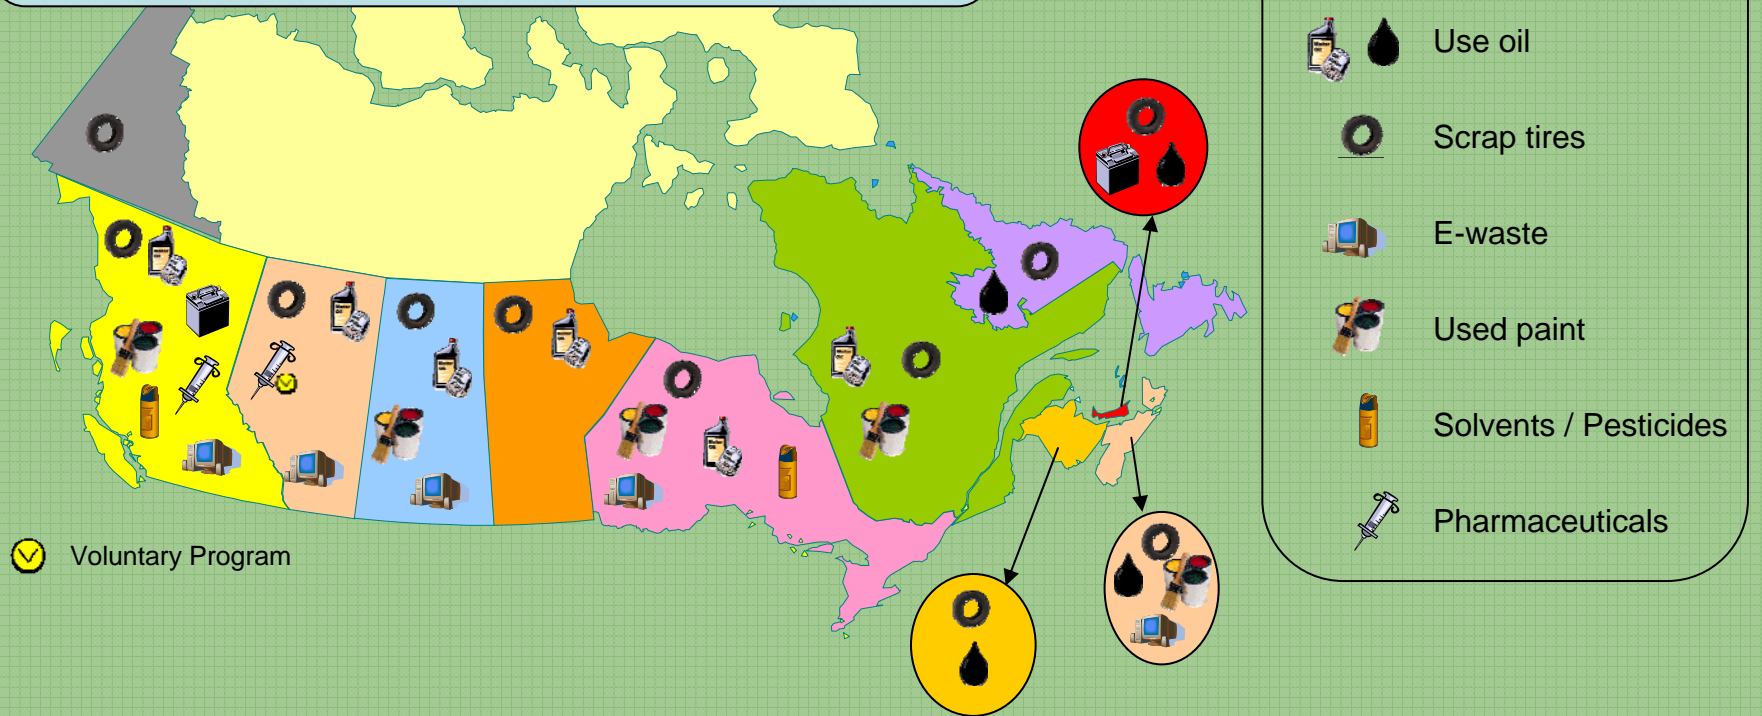 Use oil
Scrap tires
E-waste
Used paint
Solvents / Pesticides
Pharmaceuticals
Voluntary Program